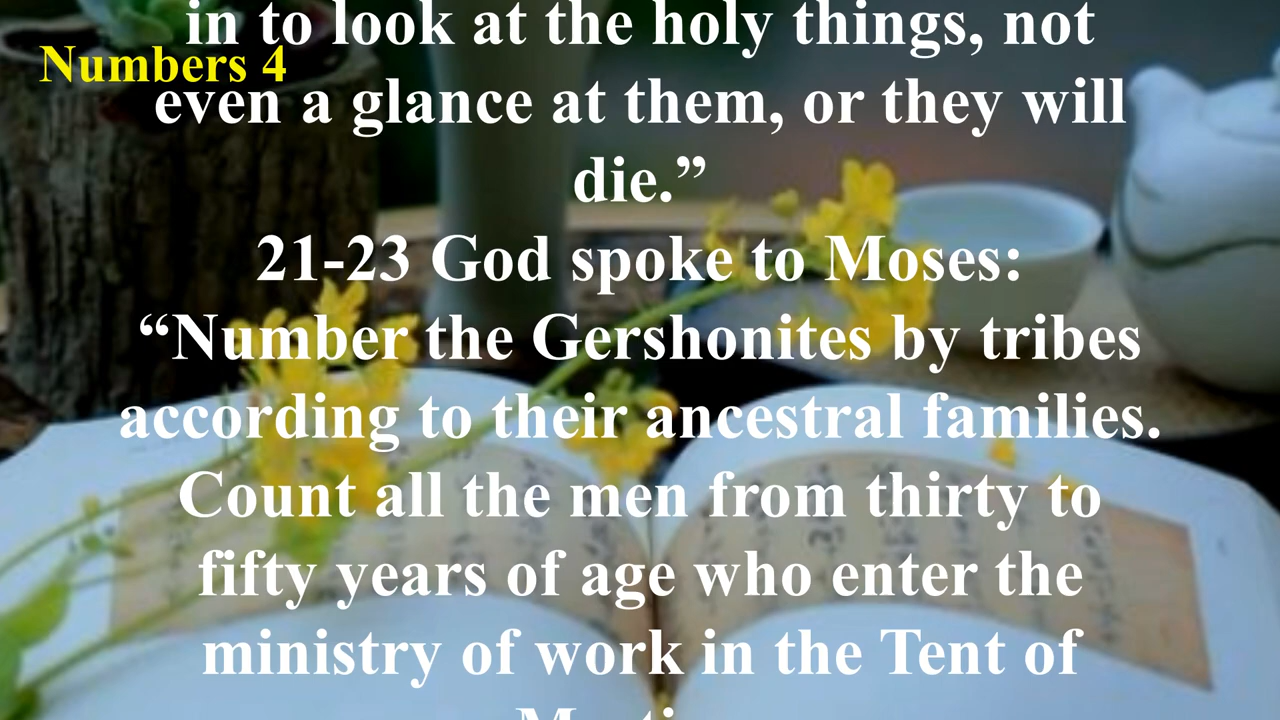 in to look at the holy things, not
Numbers 4
even a glance at them, or they will
die.”
21-23 God spoke to Moses:
“Number the Gershonites by tribes
according to their ancestral families.
Count all the men from thirty to
fifty years of age who enter the
ministry of work in the Tent of